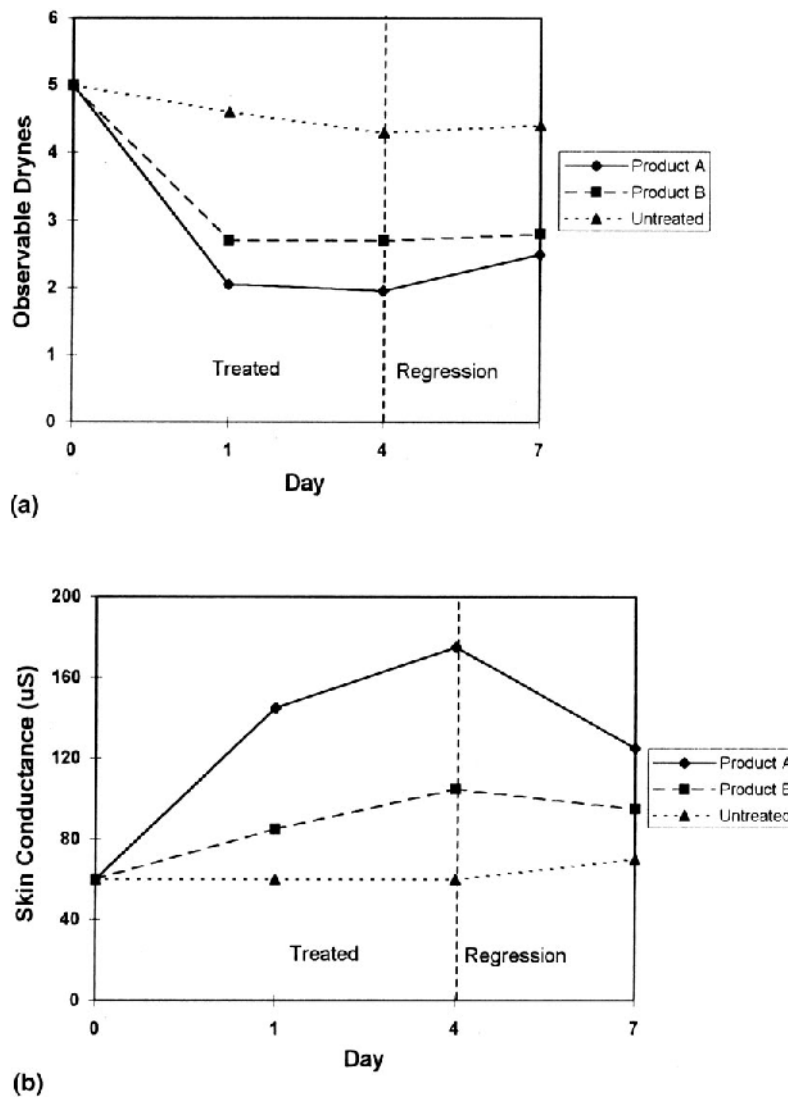 6
5
4
3
2
1
0
Observable Drynes
Product A
Product B
Untreated
Treated
Regression
0
1
4
7
Day
(a)
200
160
120
80
40
0
Skin Conductance (uS)
Product A
Product B
Untreated
Treated
Regression
0
1
4
7
Day
(b)